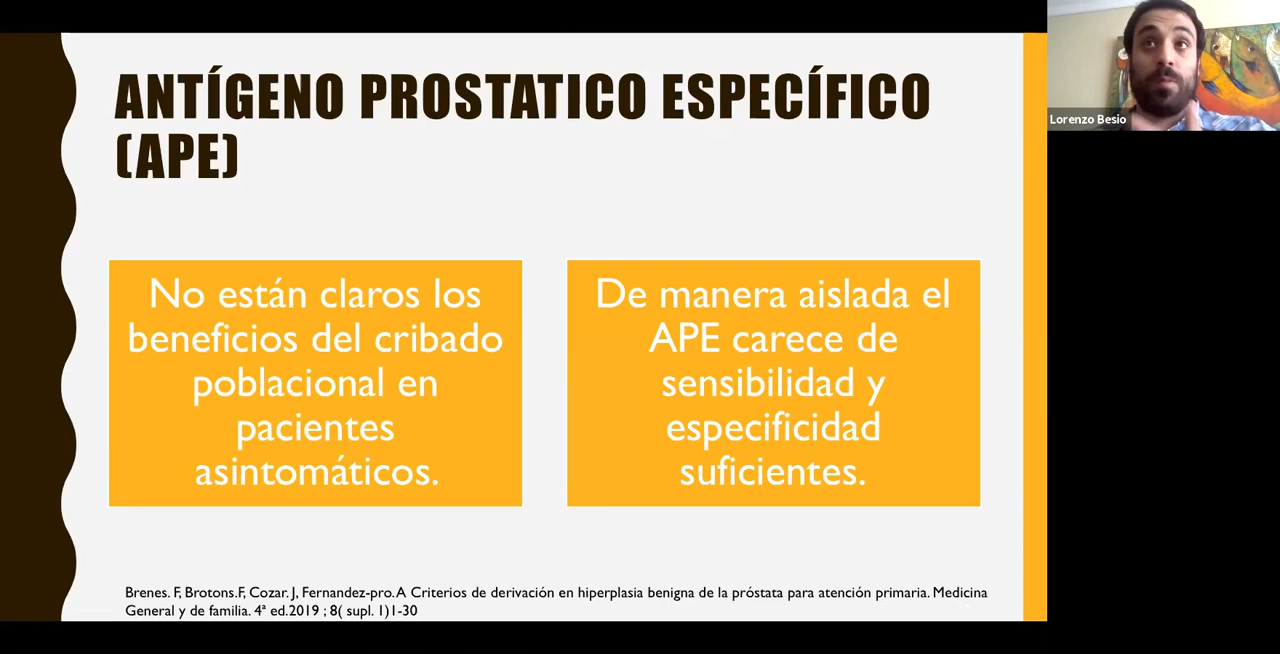 ANTÍGENO PROSTATICO ESPECÍFICO
(APE)
No están claros los
beneficios del cribado
poblacional en
pacientes
asintomáticos.
De manera aislada el
APE carece de
sensibilidad y
especificidad
suficientes.
Brenes. F, Brotons.F, Cozar. J, Fernandez-pro. A Criterios de derivación en hiperplasia benigna de la próstata para atención primaria. Medicina
General y de familia. 4ª ed.2019 ; 8( supl. 1)1-30
Lorenzo Besio